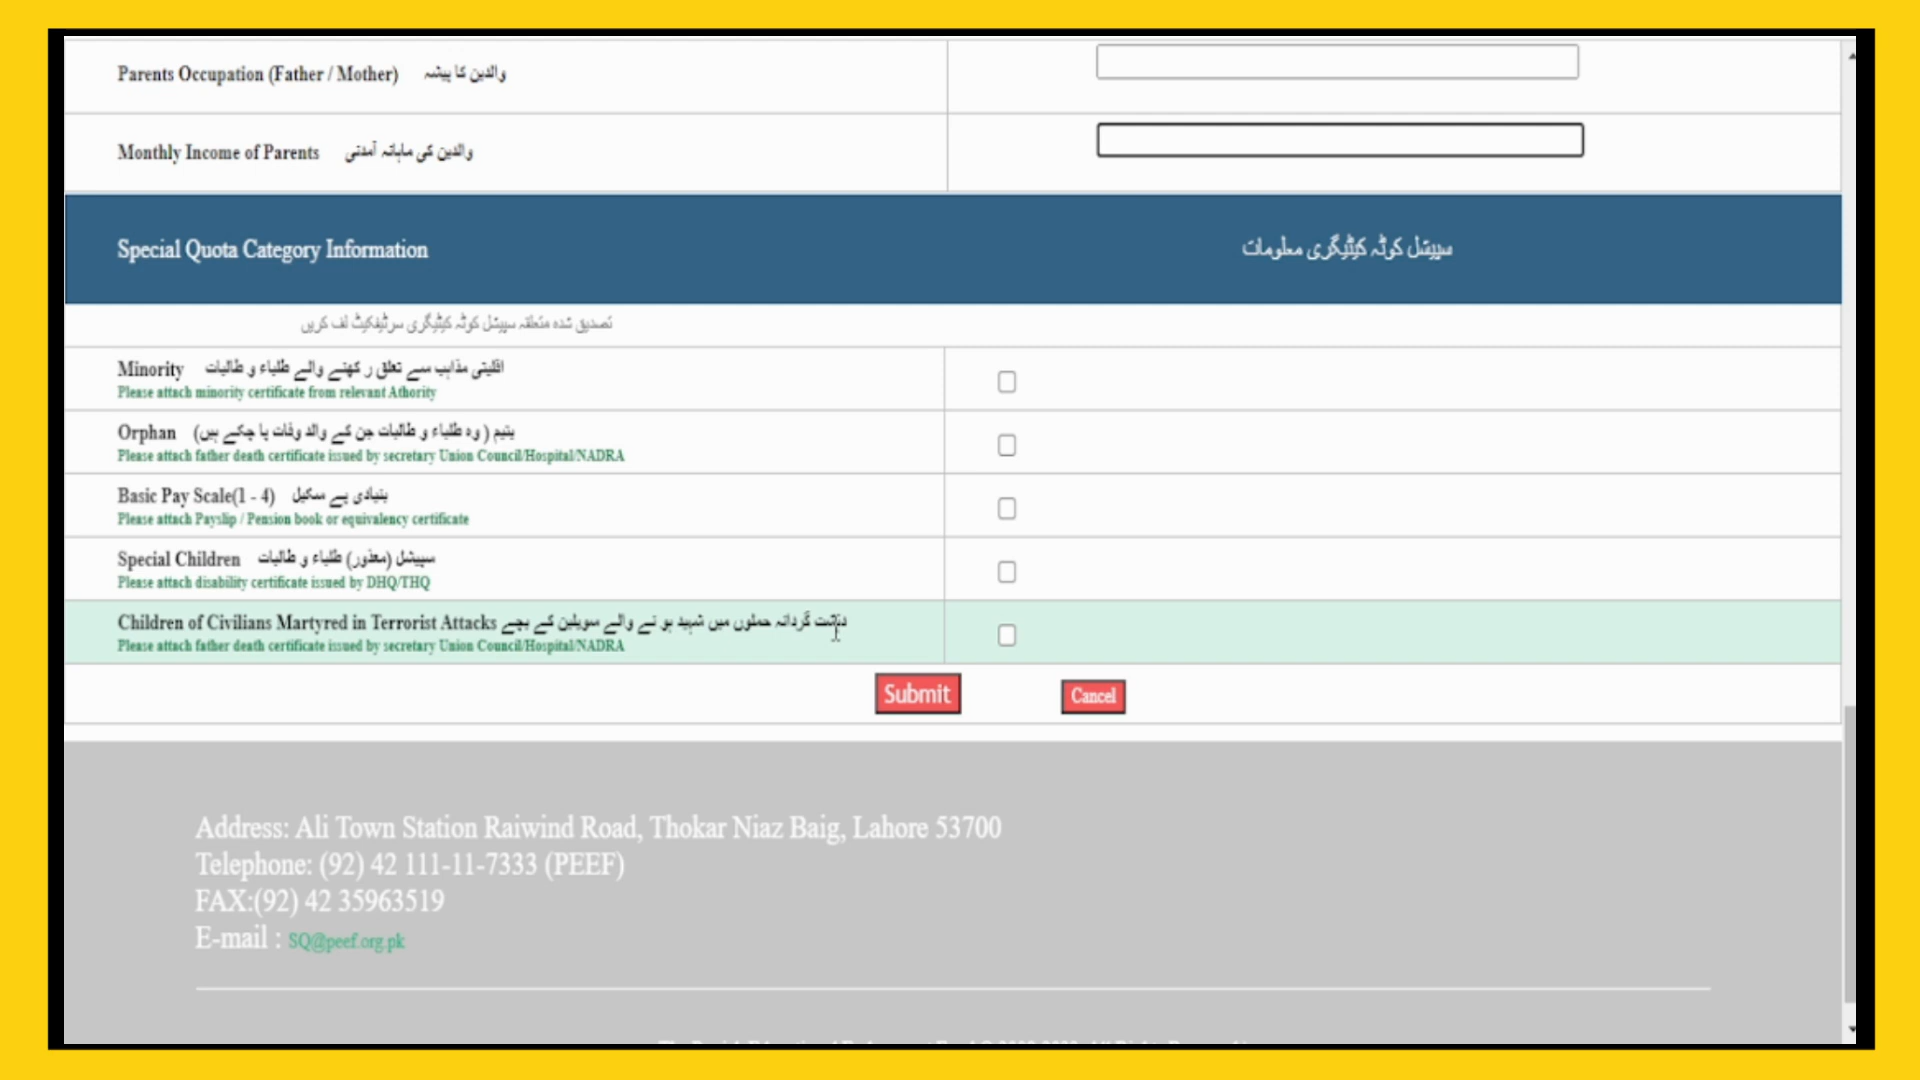 Parents Occupation (Father / Mother) والدین کا پیشہ
Monthly Income of Parents والدین کی ماہانہ آمدنی
Special Quota Category Information سپیشل کوٹہ کیٹیگری معلومات
تصدیق شدہ متعلقہ سپیشل کوٹہ کیٹیگری سرٹیفکیٹ لف کریں
Minority اقلیتی مذاہب سے تعلق ر کھنے والے طلباء و طالبات
Please attach minority certificate from relevant Athority
Orphan یتیم ( وہ طلباء و طالبات جن کے والد وفات پا چکے ہیں)
Please attach father death certificate issued by secretary Union Council/Hospital/NADRA
Basic Pay Scale(1 - 4) بنیادی پے سکیل
Please attach Payslip / Pension book or equivalency certificate
Special Children سپیشل (معذور) طلباء و طالبات
Please attach disability certificate issued by DHQ/THQ
Children of Civilians Martyred in Terrorist Attacks دہشت گردانہ حملوں میں شہید ہو نے والے سویلین کے بچے
Please attach father death certificate issued by secretary Union Council/Hospital/NADRA
Submit Cancel
Address: Ali Town Station Raiwind Road, Thokar Niaz Baig, Lahore 53700
Telephone: (92) 42 111-11-7333 (PEEF)
FAX:(92) 42 35963519
E-mail : SQ@peef.org.pk